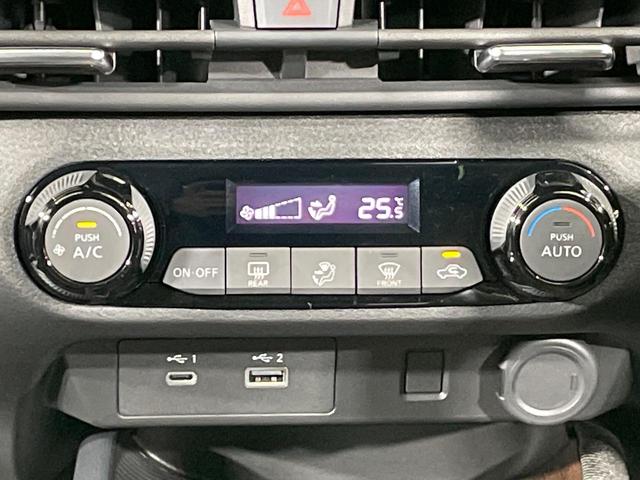 25.5°C
PUSH
A/C
ON·OFF
REAR
FRONT
PUSH
AUTO
1
2